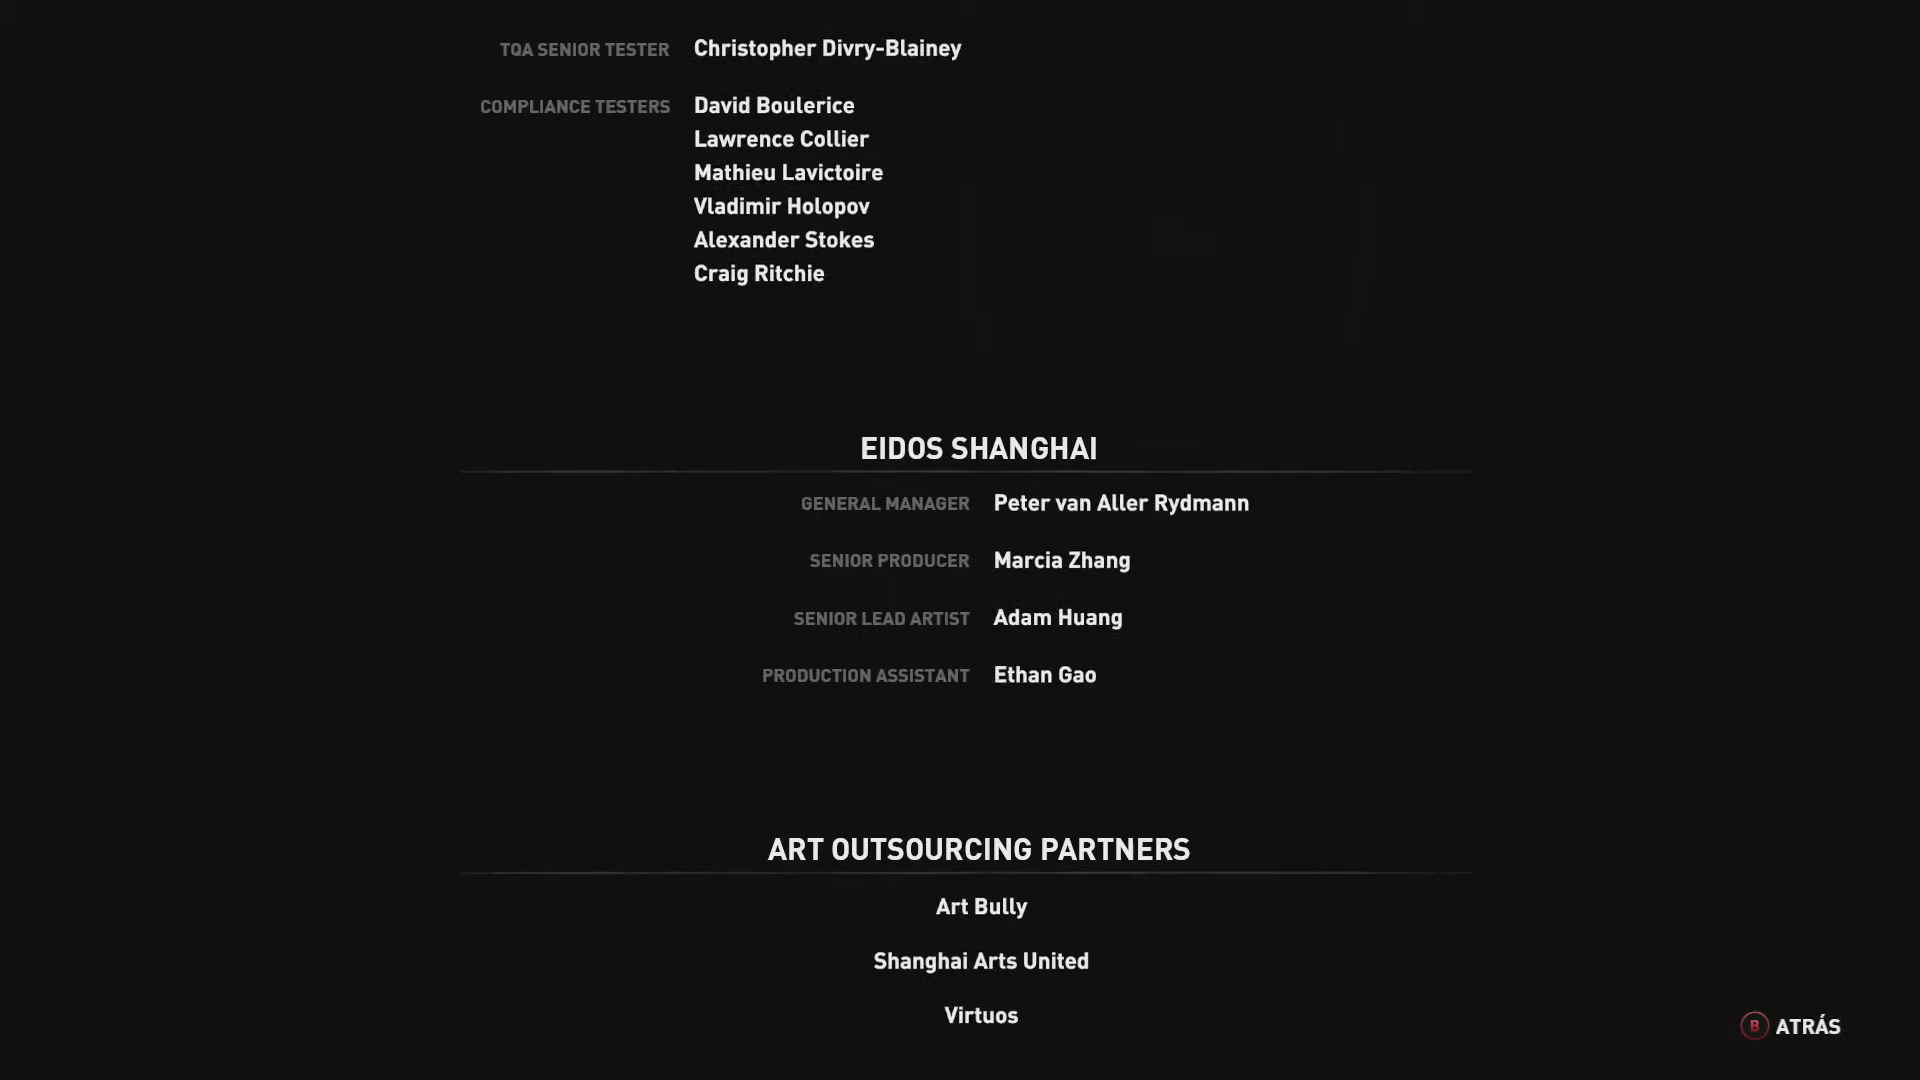 TQA SENIOR TESTER Christopher Divry-Blainey
COMPLIANCE TESTERS David Boulerice
Lawrence Collier
Mathieu Lavictoire
Vladimir Holopov
Alexander Stokes
Craig Ritchie
EIDOS SHANGHAI
GENERAL MANAGER Peter van Aller Rydmann
SENIOR PRODUCER Marcia Zhang
SENIOR LEAD ARTIST Adam Huang
PRODUCTION ASSISTANT Ethan Gao
ART OUTSOURCING PARTNERS
Art Bully
Shanghai Arts United
Virtuos
B ATRÁS